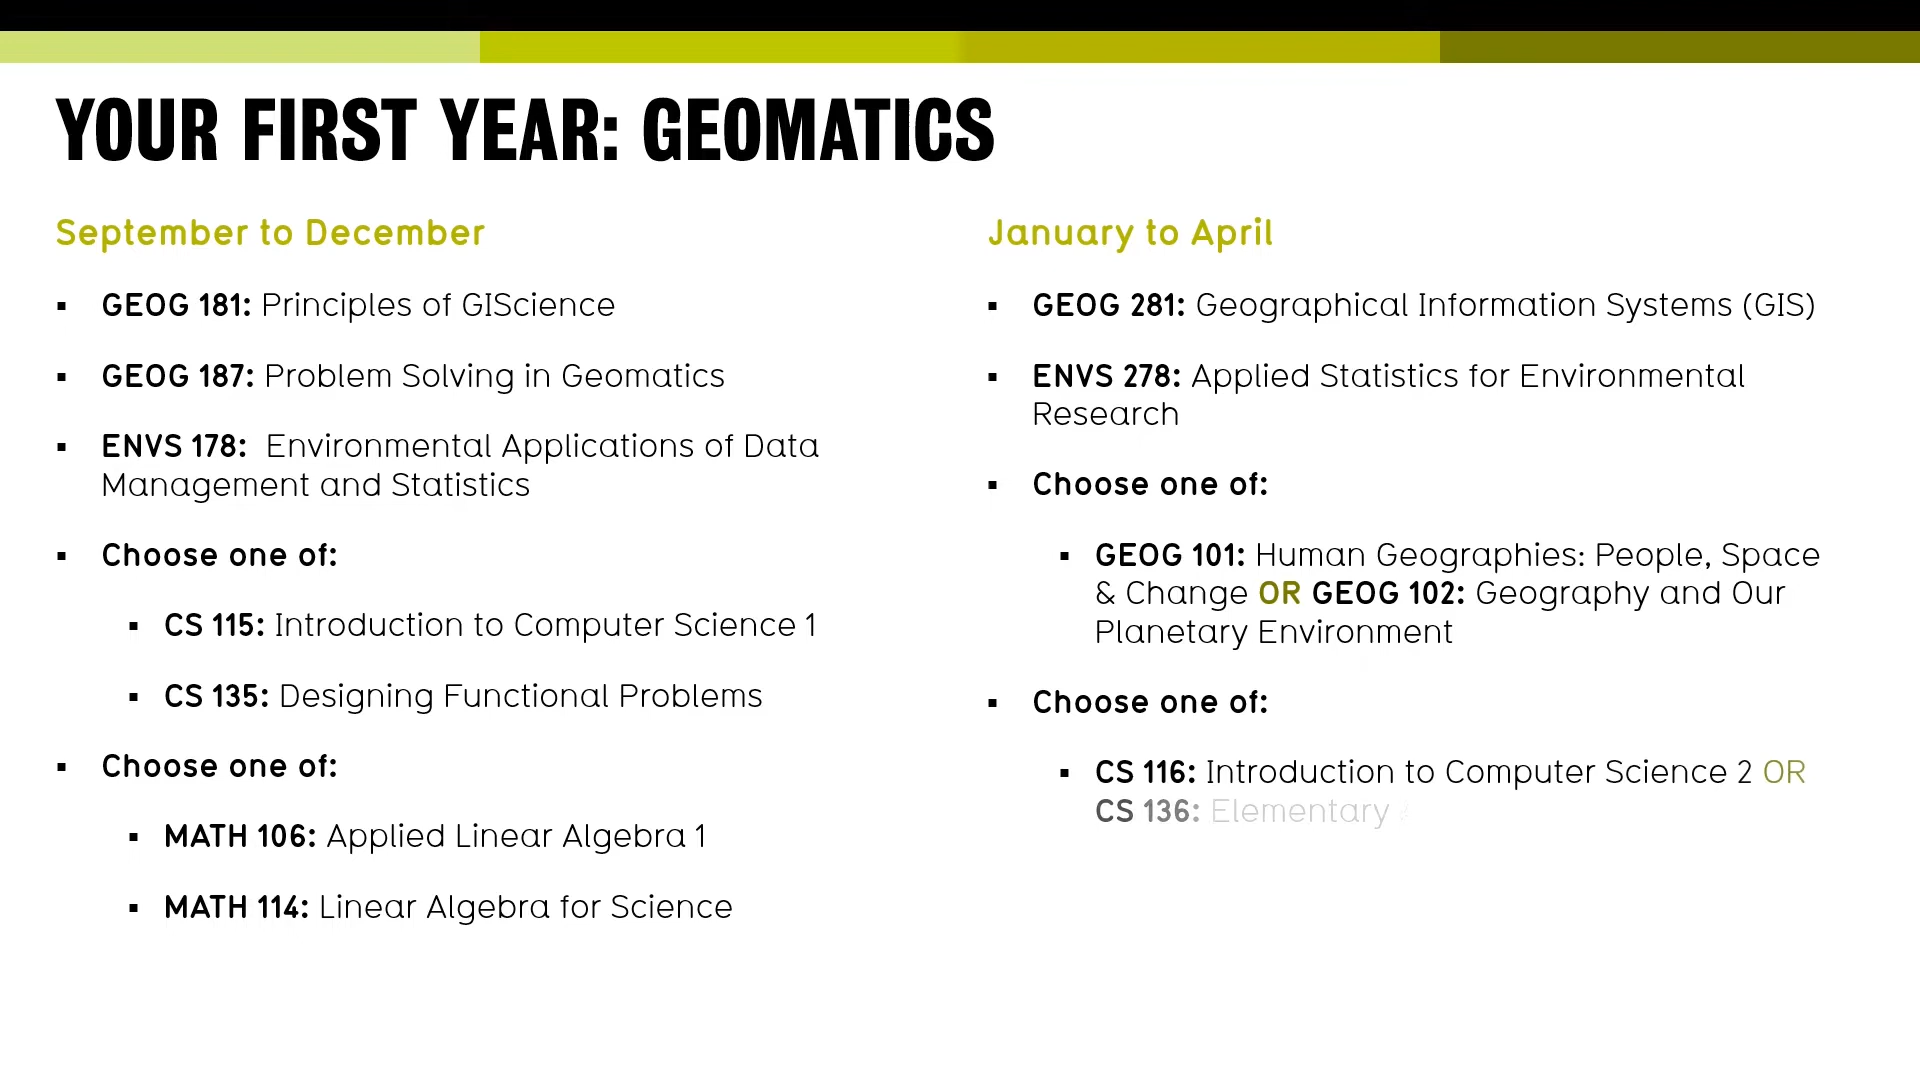 YOUR FIRST YEAR: GEOMATICS
September to December
▪ GEOG 181: Principles of GIScience
▪ GEOG 187: Problem Solving in Geomatics
▪ ENVS 178: Environmental Applications of Data
Management and Statistics
▪ Choose one of:
▪ CS 115: Introduction to Computer Science 1
▪ CS 135: Designing Functional Problems
▪ Choose one of:
▪ MATH 106: Applied Linear Algebra 1
▪ MATH 114: Linear Algebra for Science
January to April
▪ GEOG 281: Geographical Information Systems (GIS)
▪ ENVS 278: Applied Statistics for Environmental
Research
▪ Choose one of:
▪ GEOG 101: Human Geographies: People, Space
& Change OR GEOG 102: Geography and Our
Planetary Environment
▪ Choose one of:
▪ CS 116: Introduction to Computer Science 2 OR
CS 136: Elementary